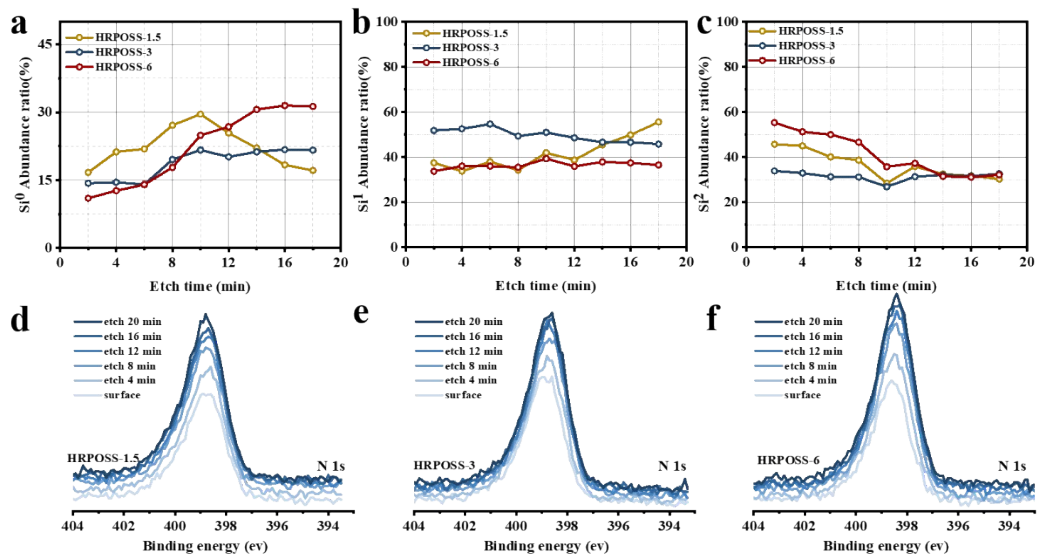 a
HRPOSS-1.5
HRPOSS-3
HRPOSS-6
Si⁰ Abundance ratio(%)
45
30
15
0
0 4 8 12 16 20
Etch time (min)
b
HRPOSS-1.5
HRPOSS-3
HRPOSS-6
Si¹ Abundance ratio(%)
100
80
60
40
20
0
0 4 8 12 16 20
Etch time (min)
c
HRPOSS-1.5
HRPOSS-3
HRPOSS-6
Si² Abundance ratio(%)
100
80
60
40
20
0
0 4 8 12 16 20
Etch time (min)
d
etch 20 min
etch 16 min
etch 12 min
etch 8 min
etch 4 min
surface
HRPOSS-1.5
N 1s
404 402 400 398 396 394
Binding energy (ev)
e
etch 20 min
etch 16 min
etch 12 min
etch 8 min
etch 4 min
surface
HRPOSS-3
N 1s
404 402 400 398 396 394
Binding energy (ev)
f
etch 20 min
etch 16 min
etch 12 min
etch 8 min
etch 4 min
surface
HRPOSS-6
N 1s
404 402 400 398 396 394
Binding energy (ev)